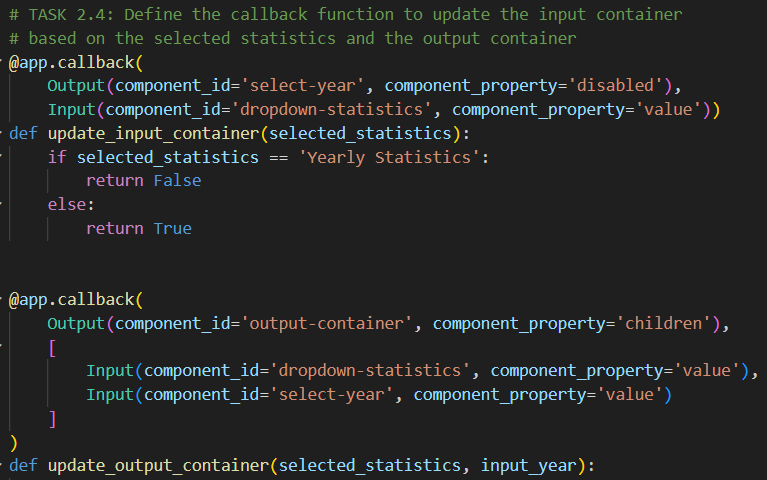 # TASK 2.4: Define the callback function to update the input container
# based on the selected statistics and the output container
@app.callback(
    Output(component_id='select-year', component_property='disabled'),
    Input(component_id='dropdown-statistics', component_property='value'))
def update_input_container(selected_statistics):
    if selected_statistics == 'Yearly Statistics':
        return False
    else:
        return True
@app.callback(
    Output(component_id='output-container', component_property='children'),
    [
        Input(component_id='dropdown-statistics', component_property='value'),
        Input(component_id='select-year', component_property='value')
    ]
)
def update_output_container(selected_statistics, input_year):